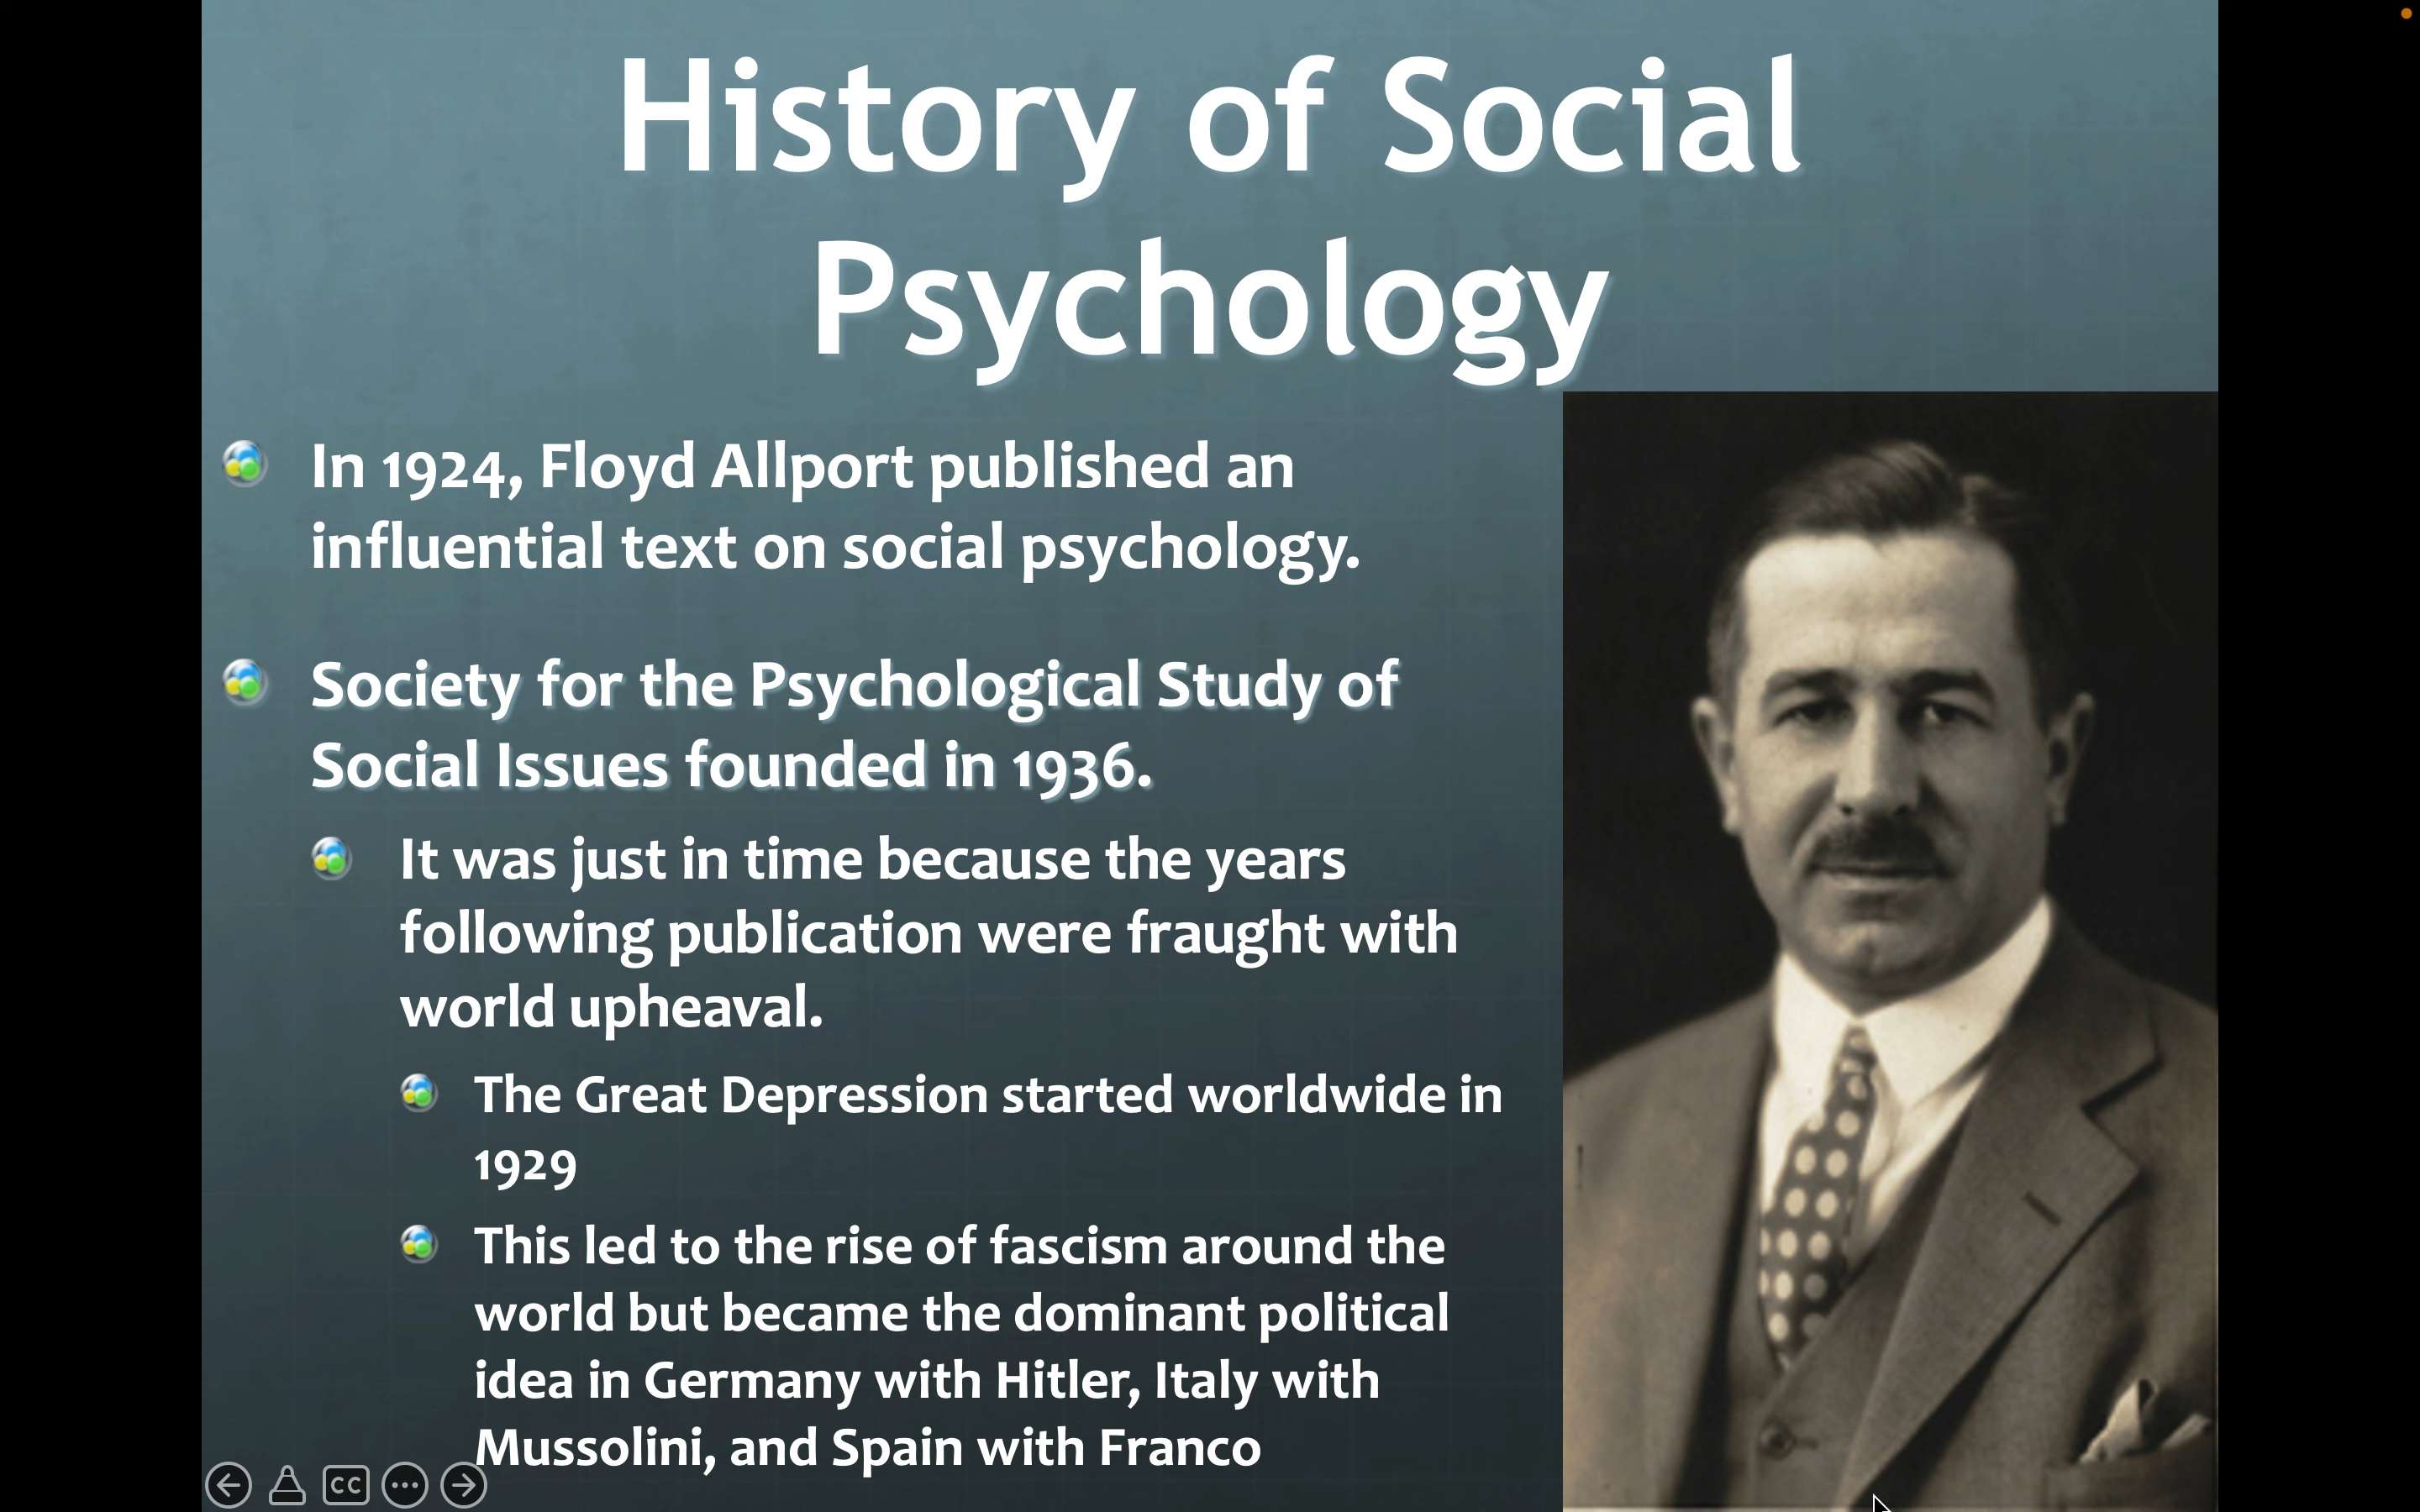 History of Social
Psychology
In 1924, Floyd Allport published an
influential text on social psychology.
Society for the Psychological Study of
Social Issues founded in 1936.
It was just in time because the years
following publication were fraught with
world upheaval.
The Great Depression started worldwide in
1929
This led to the rise of fascism around the
world but became the dominant political
idea in Germany with Hitler, Italy with
Mussolini, and Spain with Franco
CC